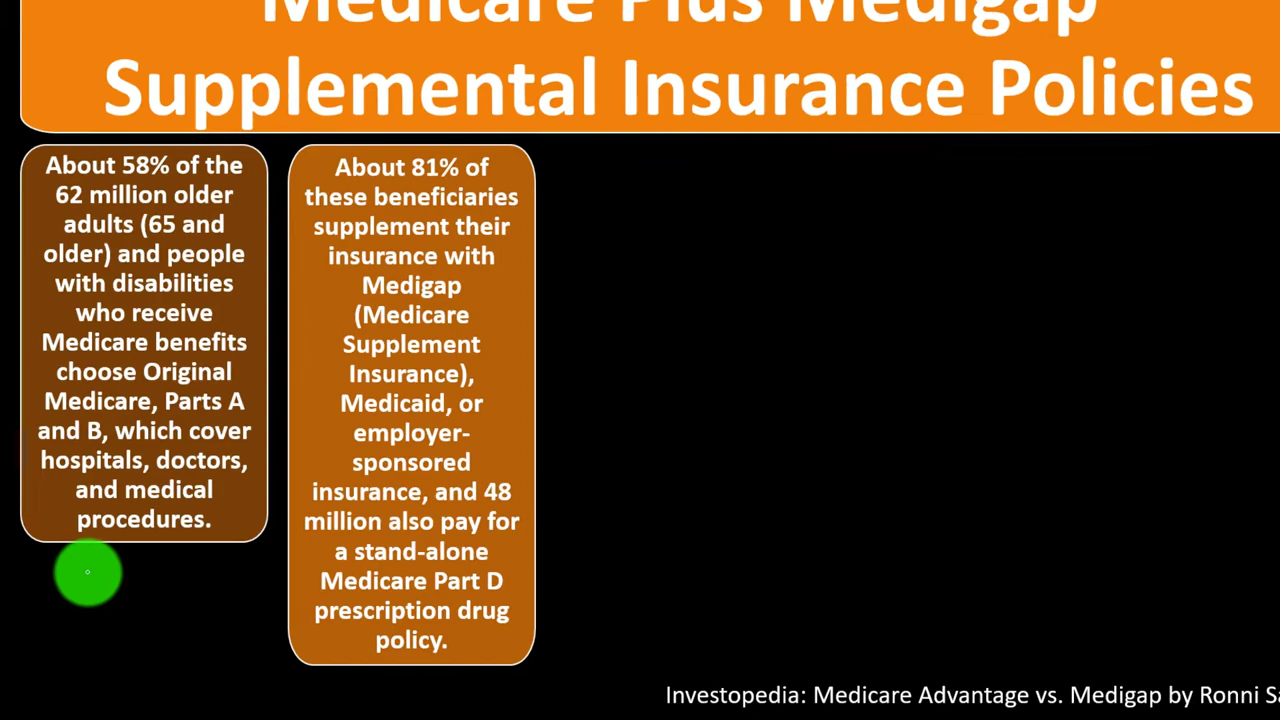 Medicare Plus Medigap
Supplemental Insurance Policies
About 58% of the
62 million older
adults (65 and
older) and people
with disabilities
who receive
Medicare benefits
choose Original
Medicare, Parts A
and B, which cover
hospitals, doctors,
and medical
procedures.
About 81% of
these beneficiaries
supplement their
insurance with
Medigap
(Medicare
Supplement
Insurance),
Medicaid, or
employer-
sponsored
insurance, and 48
million also pay for
a stand-alone
Medicare Part D
prescription drug
policy.
Investopedia: Medicare Advantage vs. Medigap by Ronni